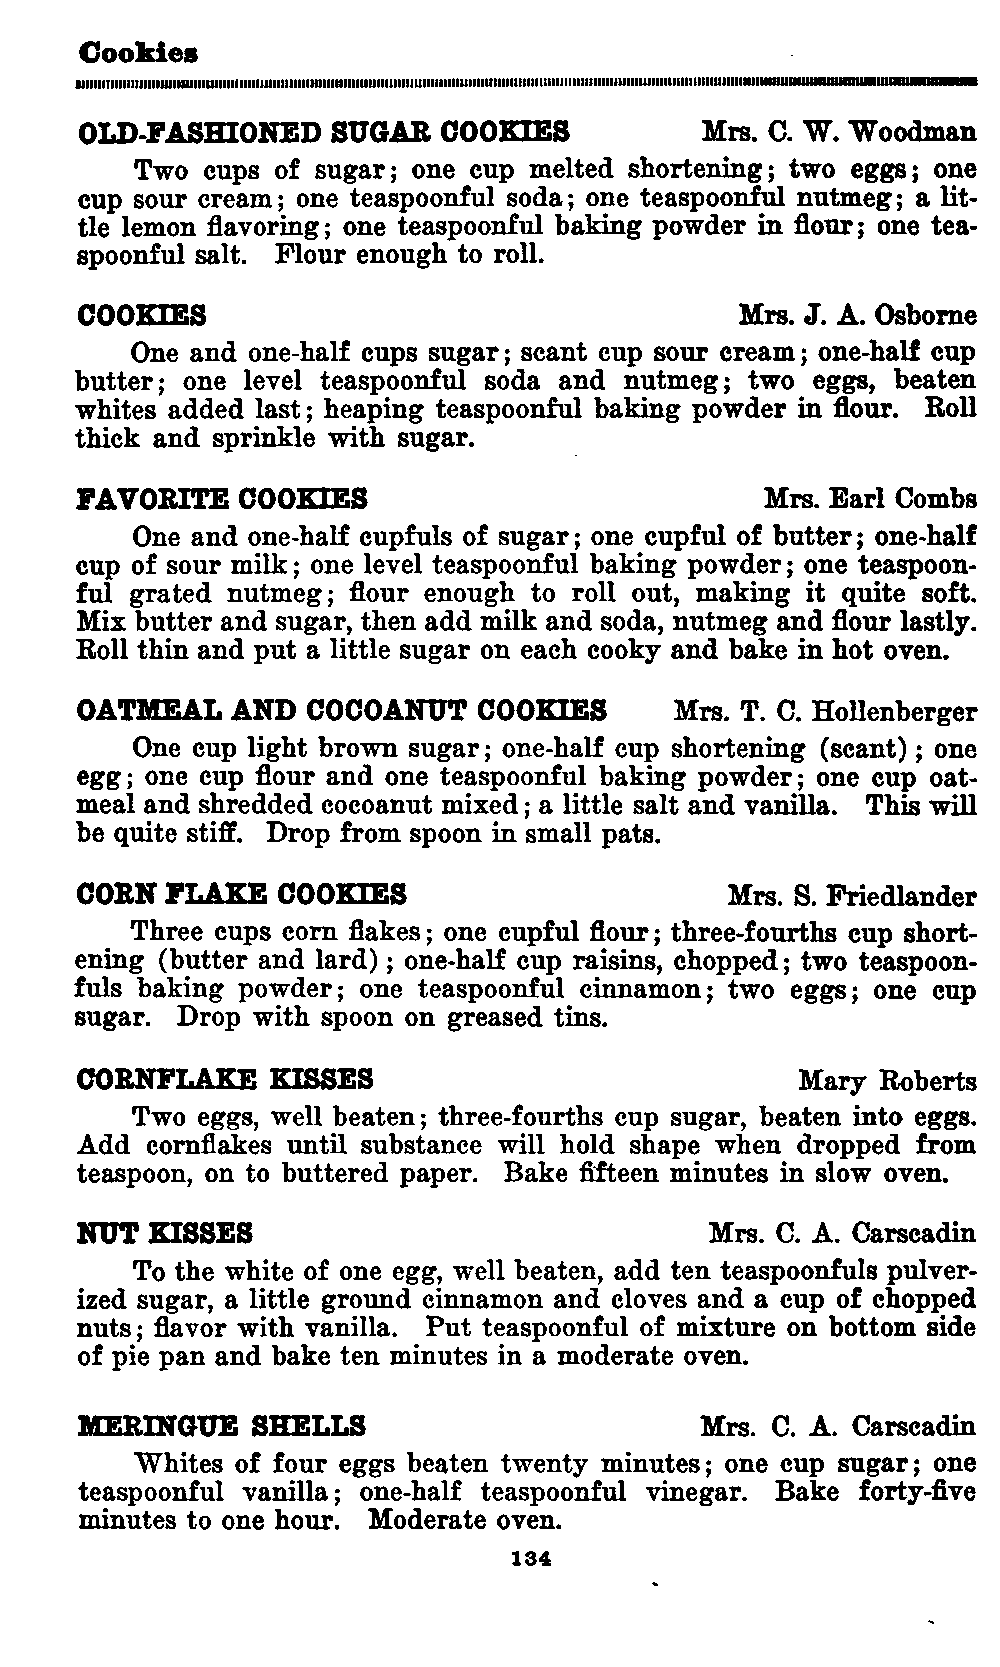 Cookies
OLD-FASHIONED SUGAR COOKIES Mrs. C. W. Woodman
Two cups of sugar; one cup melted shortening; two eggs; one
cup sour cream; one teaspoonful soda; one teaspoonful nutmeg; a lit-
tle lemon flavoring; one teaspoonful baking powder in flour; one tea-
spoonful salt. Flour enough to roll.
COOKIES Mrs. J. A. Osborne
One and one-half cups sugar; scant cup sour cream; one-half cup
butter; one level teaspoonful soda and nutmeg; two eggs, beaten
whites added last; heaping teaspoonful baking powder in flour. Roll
thick and sprinkle with sugar.
FAVORITE COOKIES Mrs. Earl Combs
One and one-half cupfuls of sugar; one cupful of butter; one-half
cup of sour milk; one level teaspoonful baking powder; one teaspoon-
ful grated nutmeg; flour enough to roll out, making it quite soft.
Mix butter and sugar, then add milk and soda, nutmeg and flour lastly.
Roll thin and put a little sugar on each cooky and bake in hot oven.
OATMEAL AND COCOANUT COOKIES Mrs. T. C. Hollenberger
One cup light brown sugar; one-half cup shortening (scant); one
egg; one cup flour and one teaspoonful baking powder; one cup oat-
meal and shredded cocoanut mixed; a little salt and vanilla. This will
be quite stiff. Drop from spoon in small pats.
CORN FLAKE COOKIES Mrs. S. Friedlander
Three cups corn flakes; one cupful flour; three-fourths cup short-
ening (butter and lard); one-half cup raisins, chopped; two teaspoon-
fuls baking powder; one teaspoonful cinnamon; two eggs; one cup
sugar. Drop with spoon on greased tins.
CORNFLAKE KISSES Mary Roberts
Two eggs, well beaten; three-fourths cup sugar, beaten into eggs.
Add cornflakes until substance will hold shape when dropped from
teaspoon, on to buttered paper. Bake fifteen minutes in slow oven.
NUT KISSES Mrs. C. A. Carscadin
To the white of one egg, well beaten, add ten teaspoonfuls pulver-
ized sugar, a little ground cinnamon and cloves and a cup of chopped
nuts; flavor with vanilla. Put teaspoonful of mixture on bottom side
of pie pan and bake ten minutes in a moderate oven.
MERINGUE SHELLS Mrs. C. A. Carscadin
Whites of four eggs beaten twenty minutes; one cup sugar; one
teaspoonful vanilla; one-half teaspoonful vinegar. Bake forty-five
minutes to one hour. Moderate oven.
134